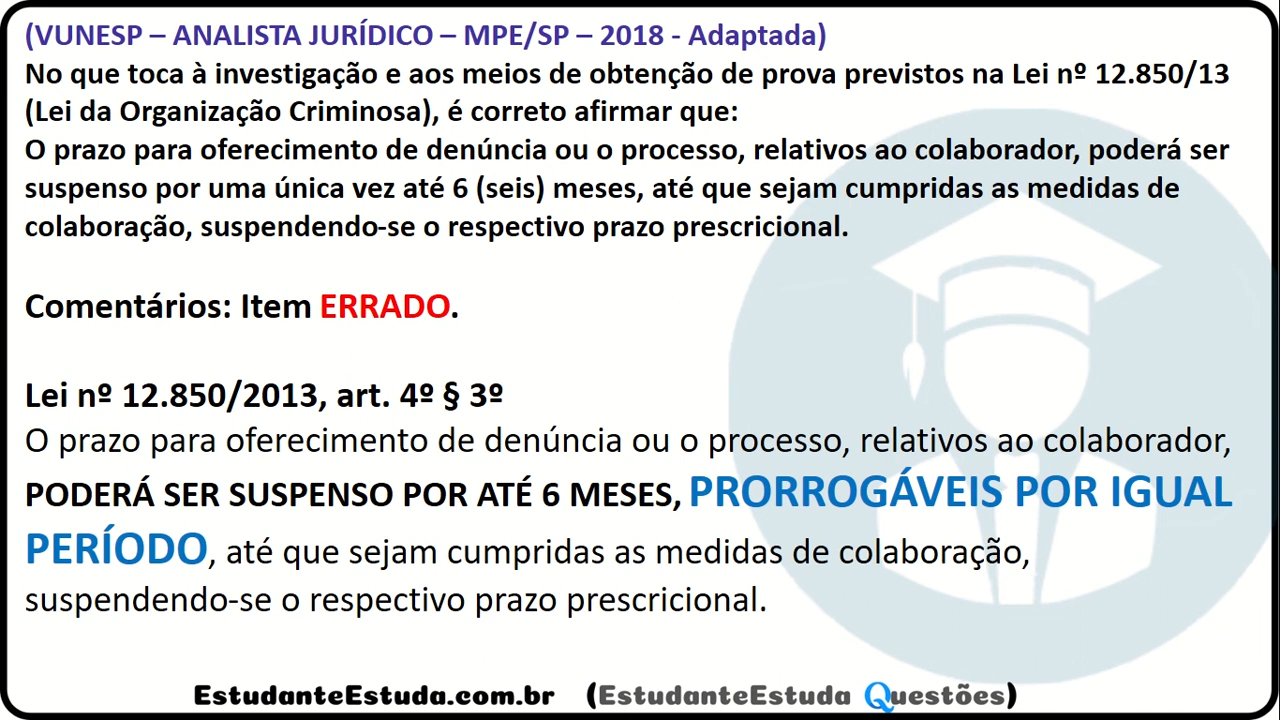 (VUNESP – ANALISTA JURÍDICO – MPE/SP – 2018 - Adaptada)
No que toca à investigação e aos meios de obtenção de prova previstos na Lei nº 12.850/13
(Lei da Organização Criminosa), é correto afirmar que:
O prazo para oferecimento de denúncia ou o processo, relativos ao colaborador, poderá ser
suspenso por uma única vez até 6 (seis) meses, até que sejam cumpridas as medidas de
colaboração, suspendendo-se o respectivo prazo prescricional.
Comentários: Item ERRADO.
Lei nº 12.850/2013, art. 4º § 3º
O prazo para oferecimento de denúncia ou o processo, relativos ao colaborador,
PODERÁ SER SUSPENSO POR ATÉ 6 MESES, PRORROGÁVEIS POR IGUAL
PERÍODO, até que sejam cumpridas as medidas de colaboração,
suspendendo-se o respectivo prazo prescricional.
EstudanteEstuda.com.br (EstudanteEstuda Questões)